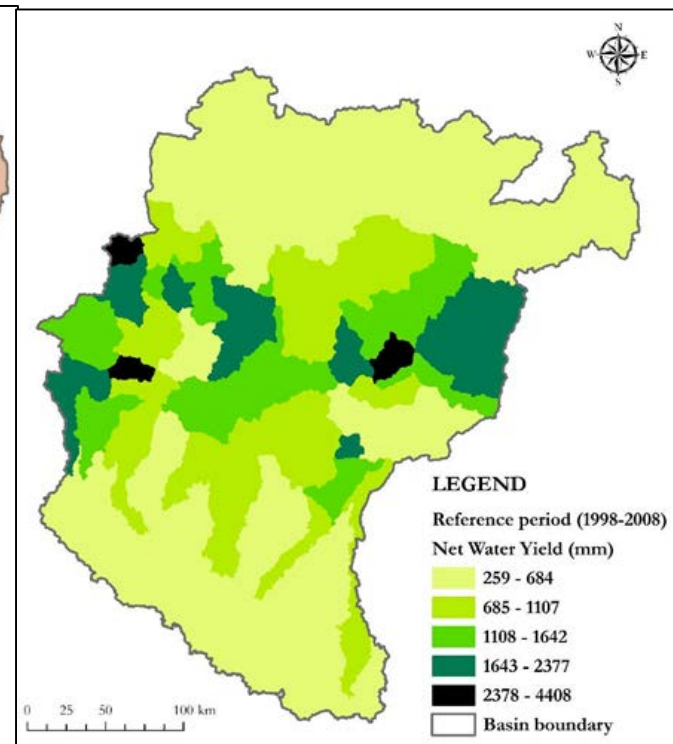 N
W E
S
LEGEND
Reference period (1998-2008)
Net Water Yield (mm)
259 - 684
685 - 1107
1108 - 1642
1643 - 2377
2378 - 4408
Basin boundary
0 25 50 100 km